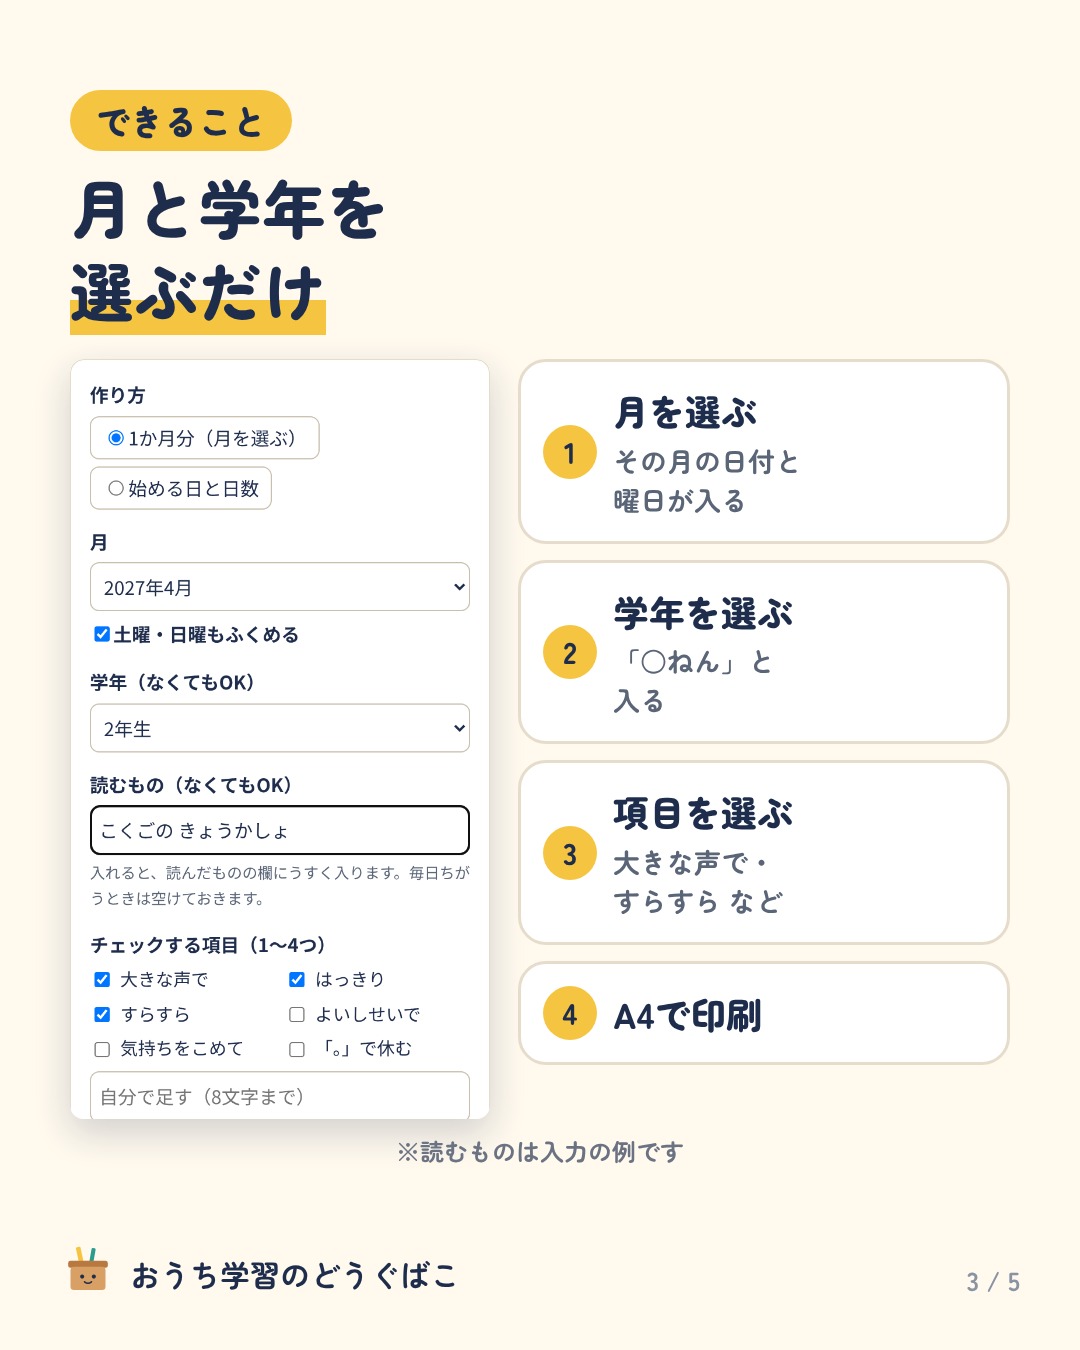 できること
月と学年を
選ぶだけ
作り方
1か月分（月を選ぶ）
始める日と日数
月
2027年4月
土曜・日曜もふくめる
学年（なくてもOK）
2年生
読むもの（なくてもOK）
こくごの きょうかしょ
入れると、読んだものの欄にうすく入ります。毎日ちが
うときは空けておきます。
チェックする項目（1〜4つ）
大きな声で
はっきり
すらすら
よいしせいで
気持ちをこめて
「。」で休む
自分で足す（8文字まで）
1
月を選ぶ
その月の日付と
曜日が入る
2
学年を選ぶ
「〇ねん」と
入る
3
項目を選ぶ
大きな声で・
すらすら など
4
A4で印刷
※読むものは入力の例です
おうち学習のどうぐばこ
3 / 5